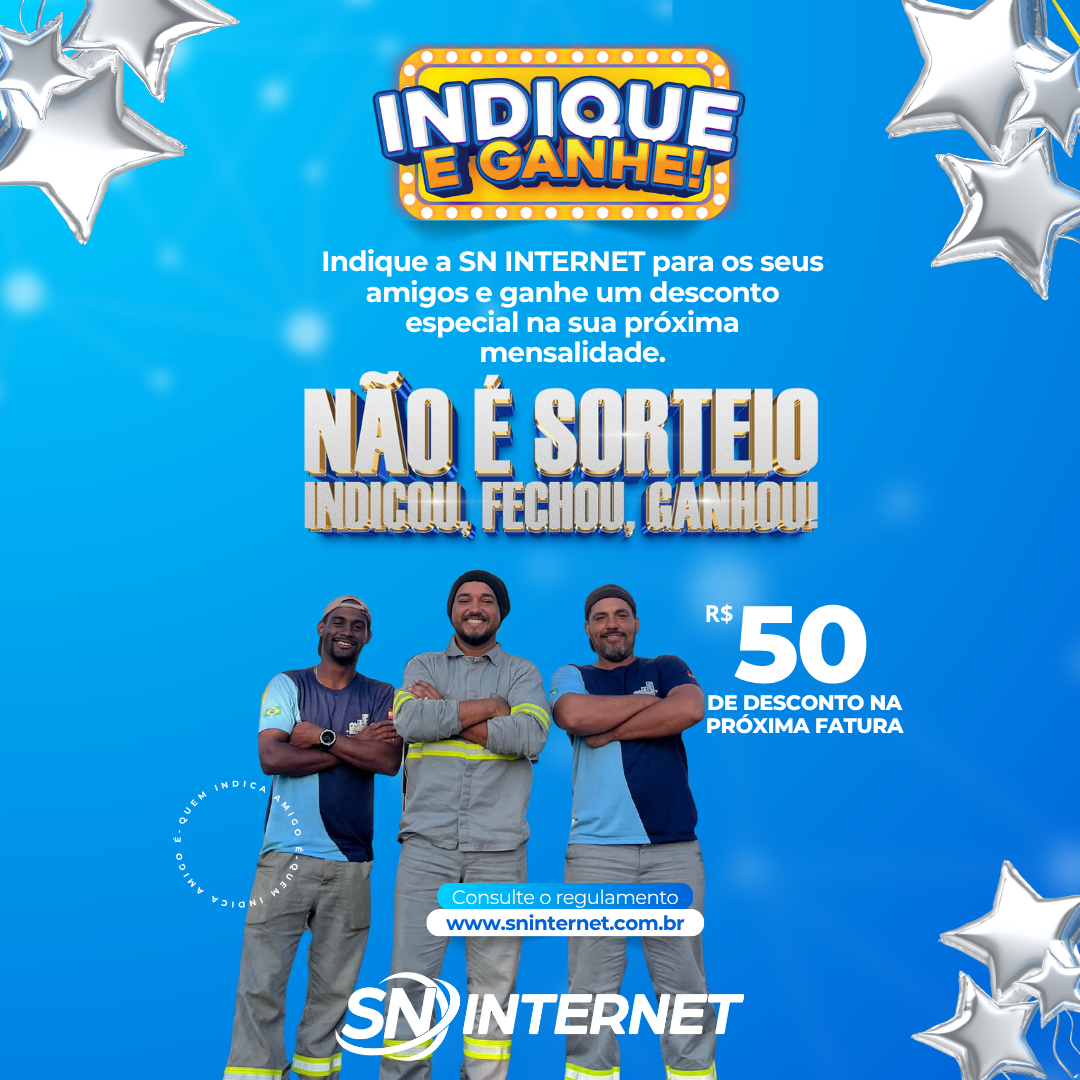 INDIQUE
E GANHE!
Indique a SN INTERNET para os seus
amigos e ganhe um desconto
especial na sua próxima
mensalidade.
NÃO É SORTEIO
INDICOU, FECHOU, GANHOU!
R$ 50
DE DESCONTO NA
PRÓXIMA FATURA
É-QUEM INDICA AMIGO É-QUEM INDICA AMIGO
Consulte o regulamento
www.sninternet.com.br
SN INTERNET